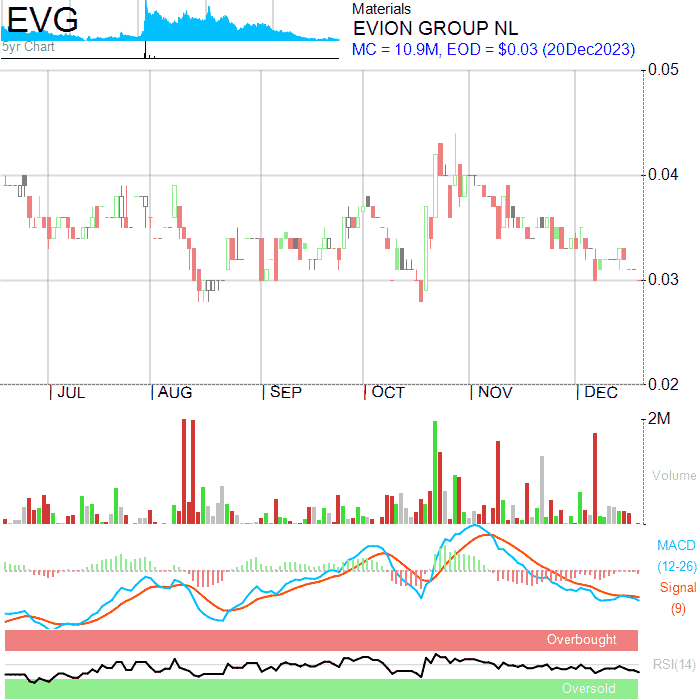 EVG
5yr Chart
Materials
EVION GROUP NL
MC = 10.9M, EOD = $0.03 (20Dec2023)
0.05
0.04
0.03
0.02
JUL AUG SEP OCT NOV DEC
2M
Volume
MACD
(12-26)
Signal
(9)
Overbought
RSI(14)
Oversold